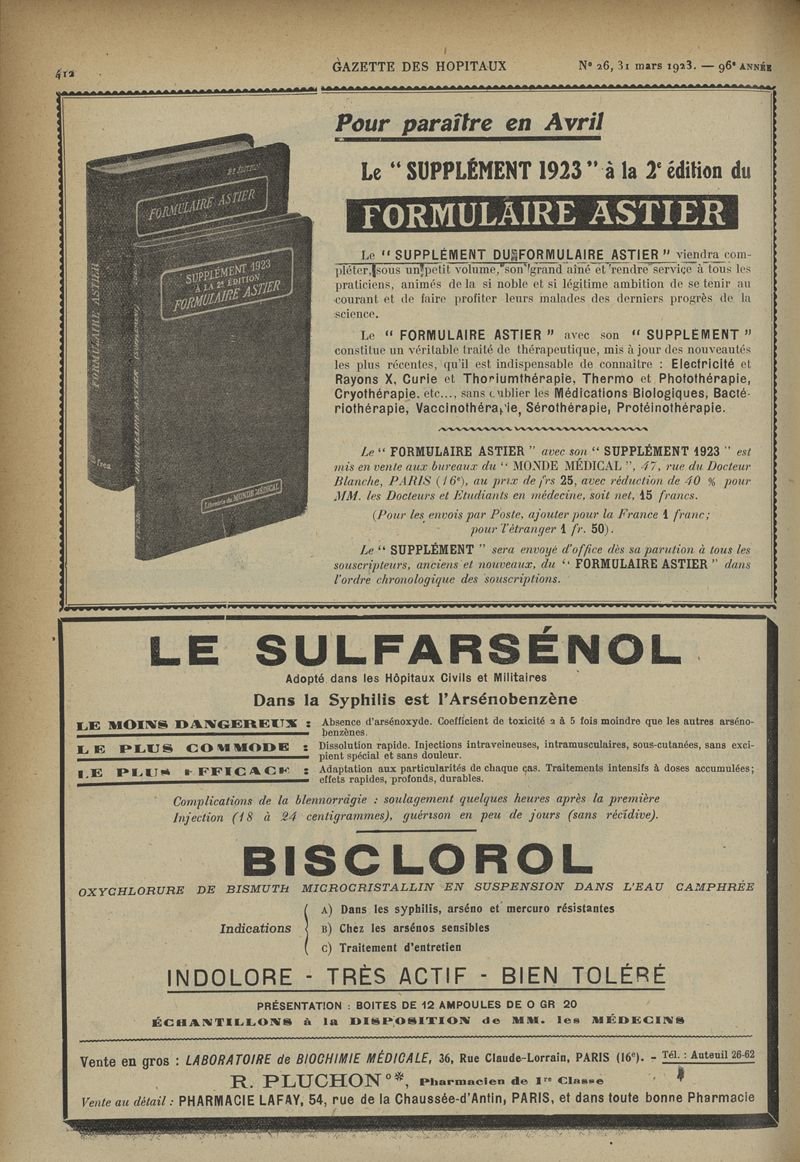 412
GAZETTE DES HOPITAUX
N° 26, 31 mars 1923. — 96e ANNÉE
Pour paraître en Avril
Le “ SUPPLÉMENT 1923 ” à la 2e édition du
FORMULAIRE ASTIER
2e ÉDITION
FORMULAIRE ASTIER
FORMULAIRE ASTIER
SUPPLÉMENT 1923
A LA 2e ÉDITION
FORMULAIRE ASTIER
Librairie du MONDE MÉDICAL
Le “ SUPPLÉMENT DU FORMULAIRE ASTIER ” viendra com-
pléter, sous un petit volume, son grand aîné et rendre service à tous les
praticiens, animés de la si noble et si légitime ambition de se tenir au
courant et de faire profiter leurs malades des derniers progrès de la
science.
Le “ FORMULAIRE ASTIER ” avec son “ SUPPLEMENT ”
constitue un véritable traité de thérapeutique, mis à jour des nouveautés
les plus récentes, qu'il est indispensable de connaître : Electricité et
Rayons X, Curie et Thoriumthérapie, Thermo et Photothérapie,
Cryothérapie. etc..., sans oublier les Médications Biologiques, Bacté-
riothérapie, Vaccinothérapie, Sérothérapie, Protéinothérapie.
Le “ FORMULAIRE ASTIER ” avec son “ SUPPLÉMENT 1923 ” est
mis en vente aux bureaux du “ MONDE MÉDICAL ”, 47, rue du Docteur
Blanche, PARIS (16e), au prix de frs 25, avec réduction de 40 % pour
MM. les Docteurs et Etudiants en médecine, soit net, 15 francs.
(Pour les envois par Poste, ajouter pour la France 1 franc;
pour l'étranger 1 fr. 50).
Le “ SUPPLÉMENT ” sera envoyé d'office dès sa parution à tous les
souscripteurs, anciens et nouveaux, du “ FORMULAIRE ASTIER ” dans
l'ordre chronologique des souscriptions.
LE SULFARSÉNOL
Adopté dans les Hôpitaux Civils et Militaires
Dans la Syphilis est l'Arsénobenzène
LE MOINS DANGEREUX : Absence d'arsénoxyde. Coefficient de toxicité 2 à 5 fois moindre que les autres arséno-
benzènes.
LE PLUS COMMODE : Dissolution rapide. Injections intraveineuses, intramusculaires, sous-cutanées, sans exci-
pient spécial et sans douleur.
LE PLUS EFFICACE : Adaptation aux particularités de chaque cas. Traitements intensifs à doses accumulées;
effets rapides, profonds, durables.
Complications de la blennorragie : soulagement quelques heures après la première
Injection (18 à 24 centigrammes), guérison en peu de jours (sans récidive).
BISCLOROL
OXYCHLORURE DE BISMUTH MICROCRISTALLIN EN SUSPENSION DANS L'EAU CAMPHRÉE
Indications
A) Dans les syphilis, arséno et mercuro résistantes
B) Chez les arsénos sensibles
C) Traitement d'entretien
INDOLORE - TRÈS ACTIF - BIEN TOLÉRÉ
PRÉSENTATION : BOITES DE 12 AMPOULES DE 0 GR 20
ÉCHANTILLONS à la DISPOSITION de MM. les MÉDECINS
Vente en gros : LABORATOIRE de BIOCHIMIE MÉDICALE, 36, Rue Claude-Lorrain, PARIS (16e). - Tél. : Auteuil 26-62
R. PLUCHON O*, Pharmacien de 1re Classe
Vente au détail : PHARMACIE LAFAY, 54, rue de la Chaussée-d'Antin, PARIS, et dans toute bonne Pharmacie